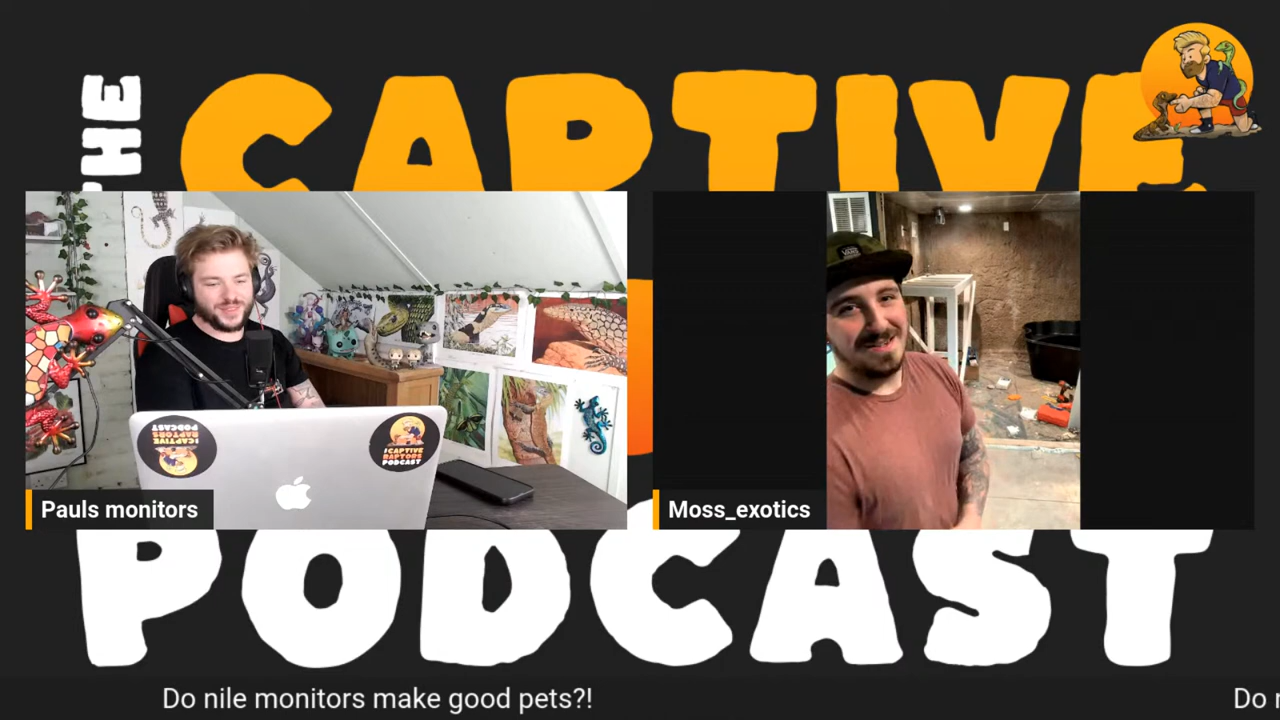 THE
CAPTIVE
Pauls monitors
Moss_exotics
CAPTIVE
RAPTORS
PODCAST
CAPTIVE
RAPTORS
PODCAST
PODCAST
Do nile monitors make good pets?!